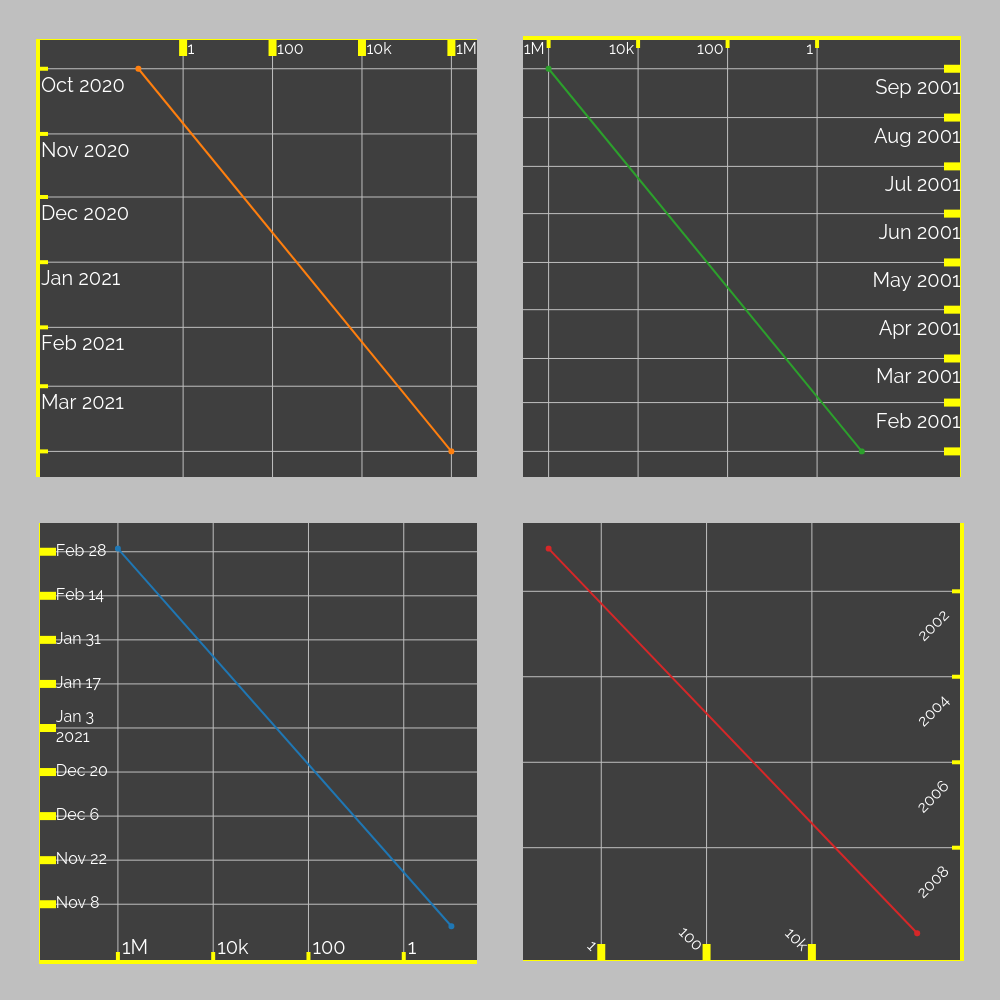 1 100 10k 1M
Oct 2020
Nov 2020
Dec 2020
Jan 2021
Feb 2021
Mar 2021
1M 10k 100 1
Sep 2001
Aug 2001
Jul 2001
Jun 2001
May 2001
Apr 2001
Mar 2001
Feb 2001
Feb 28
Feb 14
Jan 31
Jan 17
Jan 3
2021
Dec 20
Dec 6
Nov 22
Nov 8
1M 10k 100 1
2002
2004
2006
2008
1 100 10k